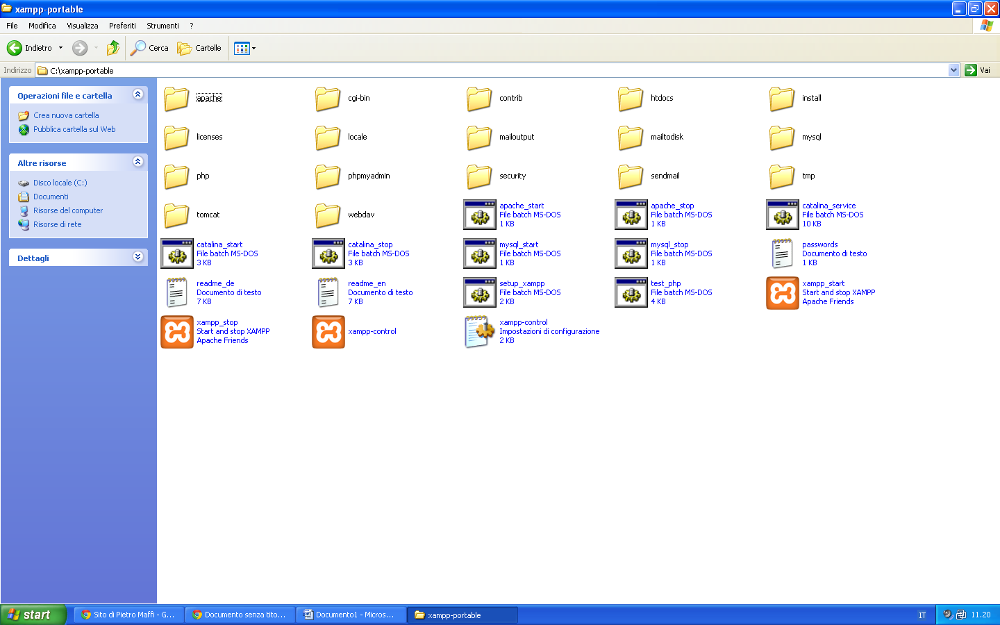 xampp-portable
File Modifica Visualizza Preferiti Strumenti ?
Indietro Cerca Cartelle
Indirizzo C:\xampp-portable Vai
Operazioni file e cartella
Crea nuova cartella
Pubblica cartella sul Web
Altre risorse
Disco locale (C:)
Documenti
Risorse del computer
Risorse di rete
Dettagli
apache
cgi-bin
contrib
htdocs
install
licenses
locale
mailoutput
mailtodisk
mysql
php
phpmyadmin
security
sendmail
tmp
tomcat
webdav
apache_start
File batch MS-DOS
1 KB
apache_stop
File batch MS-DOS
1 KB
catalina_service
File batch MS-DOS
10 KB
catalina_start
File batch MS-DOS
3 KB
catalina_stop
File batch MS-DOS
3 KB
mysql_start
File batch MS-DOS
1 KB
mysql_stop
File batch MS-DOS
1 KB
passwords
Documento di testo
1 KB
readme_de
Documento di testo
7 KB
readme_en
Documento di testo
7 KB
setup_xampp
File batch MS-DOS
2 KB
test_php
File batch MS-DOS
4 KB
xampp_start
Start and stop XAMPP
Apache Friends
xampp_stop
Start and stop XAMPP
Apache Friends
xampp-control
xampp-control
Impostazioni di configurazione
2 KB
start
Sito di Pietro Maffi - G...
Documento senza tito...
Documento1 - Micros...
xampp-portable
IT
11.20